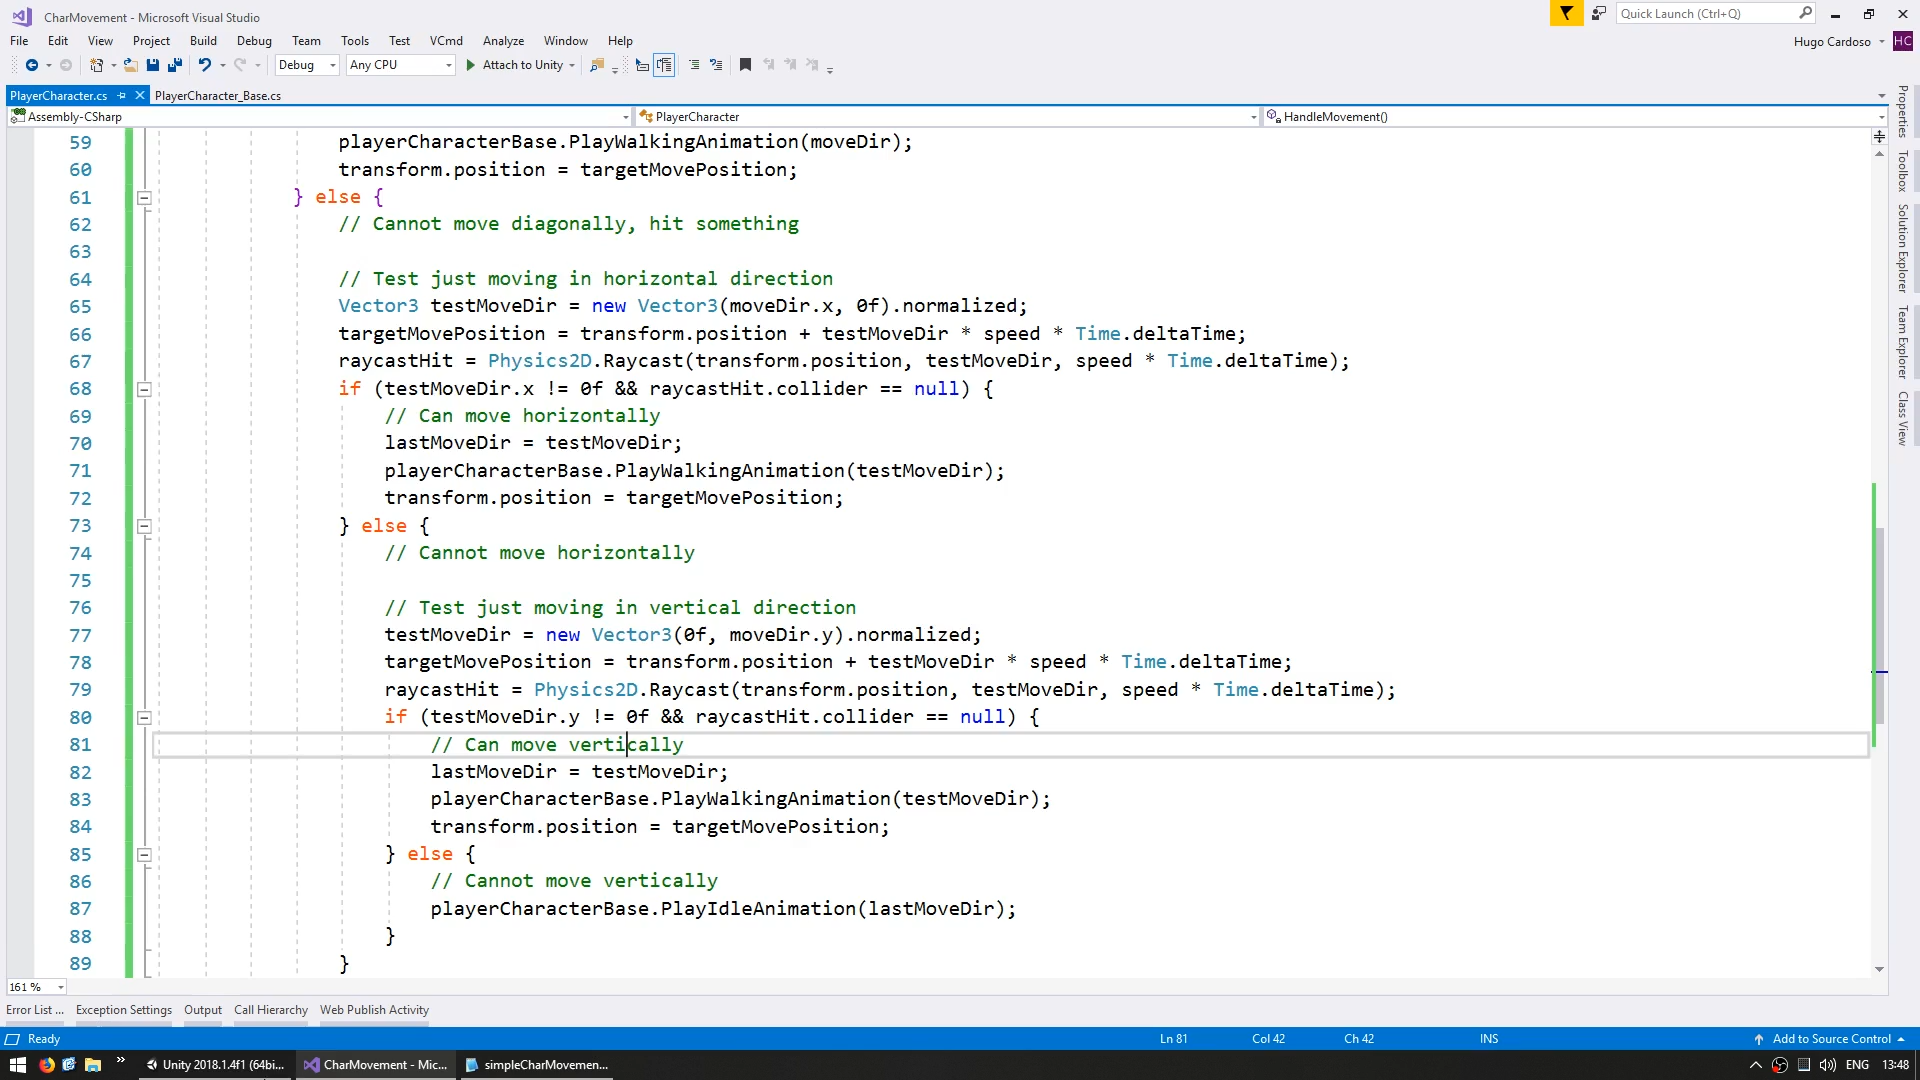 CharMovement - Microsoft Visual Studio
Quick Launch (Ctrl+Q)
File Edit View Project Build Debug Team Tools Test VCmd Analyze Window Help
Hugo Cardoso HC
Debug Any CPU Attach to Unity
PlayerCharacter.cs PlayerCharacter_Base.cs
Assembly-CSharp PlayerCharacter HandleMovement()
59 playerCharacterBase.PlayWalkingAnimation(moveDir);
60 transform.position = targetMovePosition;
61 } else {
62 // Cannot move diagonally, hit something
63
64 // Test just moving in horizontal direction
65 Vector3 testMoveDir = new Vector3(moveDir.x, 0f).normalized;
66 targetMovePosition = transform.position + testMoveDir * speed * Time.deltaTime;
67 raycastHit = Physics2D.Raycast(transform.position, testMoveDir, speed * Time.deltaTime);
68 if (testMoveDir.x != 0f && raycastHit.collider == null) {
69 // Can move horizontally
70 lastMoveDir = testMoveDir;
71 playerCharacterBase.PlayWalkingAnimation(testMoveDir);
72 transform.position = targetMovePosition;
73 } else {
74 // Cannot move horizontally
75
76 // Test just moving in vertical direction
77 testMoveDir = new Vector3(0f, moveDir.y).normalized;
78 targetMovePosition = transform.position + testMoveDir * speed * Time.deltaTime;
79 raycastHit = Physics2D.Raycast(transform.position, testMoveDir, speed * Time.deltaTime);
80 if (testMoveDir.y != 0f && raycastHit.collider == null) {
81 // Can move vertically
82 lastMoveDir = testMoveDir;
83 playerCharacterBase.PlayWalkingAnimation(testMoveDir);
84 transform.position = targetMovePosition;
85 } else {
86 // Cannot move vertically
87 playerCharacterBase.PlayIdleAnimation(lastMoveDir);
88 }
89 }
Properties
Toolbox
Solution Explorer
Team Explorer
Class View
161 %
Error List ... Exception Settings Output Call Hierarchy Web Publish Activity
Ready Ln 81 Col 42 Ch 42 INS Add to Source Control
Unity 2018.1.4f1 (64bi... CharMovement - Mic... simpleCharMovemen... ENG 13:48